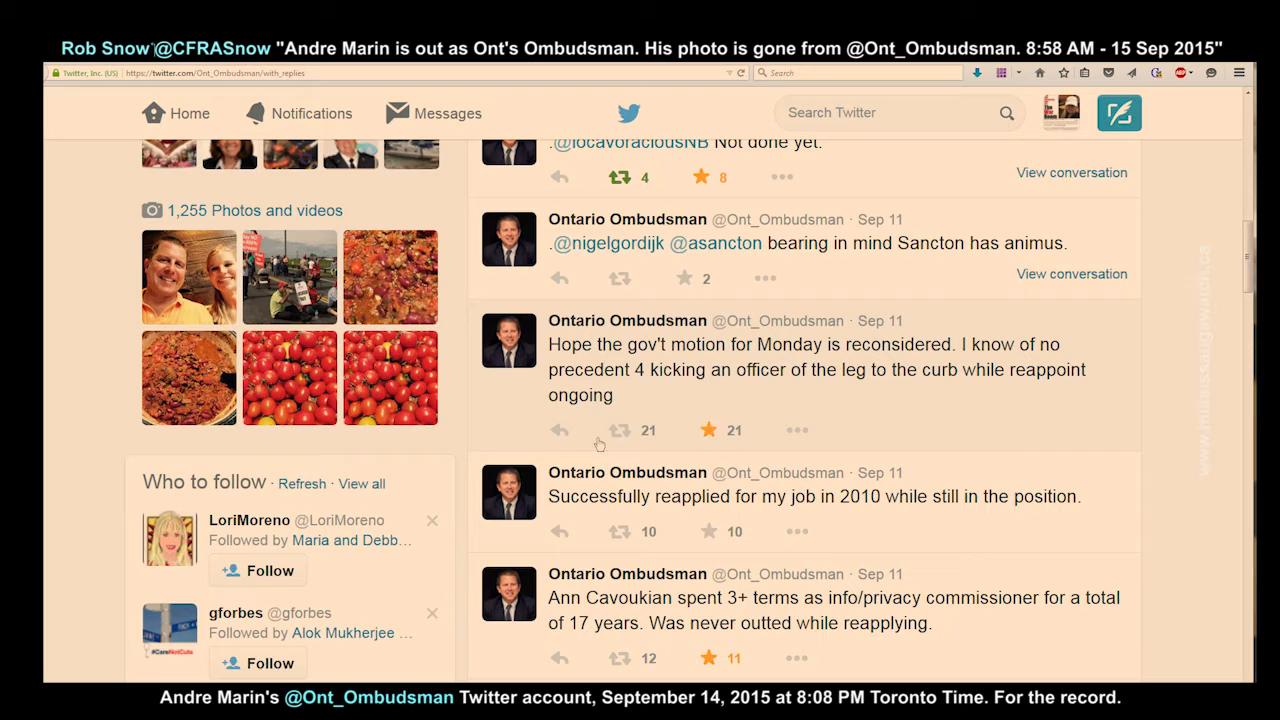 Rob Snow @CFRASnow "Andre Marin is out as Ont's Ombudsman. His photo is gone from @Ont_Ombudsman. 8:58 AM - 15 Sep 2015"
Twitter, Inc. (US) https://twitter.com/Ont_Ombudsman/with_replies Search
Home Notifications Messages Search Twitter
1,255 Photos and videos
Who to follow · Refresh · View all
LoriMoreno @LoriMoreno
Followed by Maria and Debb...
Follow
gforbes @gforbes
Followed by Alok Mukherjee ...
Follow
#CareNotCuts
.@locavoraciousNB Not done yet.
4 8
View conversation
Ontario Ombudsman @Ont_Ombudsman · Sep 11
.@nigelgordijk @asancton bearing in mind Sancton has animus.
2
View conversation
Ontario Ombudsman @Ont_Ombudsman · Sep 11
Hope the gov't motion for Monday is reconsidered. I know of no
precedent 4 kicking an officer of the leg to the curb while reappoint
ongoing
21 21
Ontario Ombudsman @Ont_Ombudsman · Sep 11
Successfully reapplied for my job in 2010 while still in the position.
10 10
Ontario Ombudsman @Ont_Ombudsman · Sep 11
Ann Cavoukian spent 3+ terms as info/privacy commissioner for a total
of 17 years. Was never outted while reapplying.
12 11
www.mississaugawatch.ca
Andre Marin's @Ont_Ombudsman Twitter account, September 14, 2015 at 8:08 PM Toronto Time. For the record.